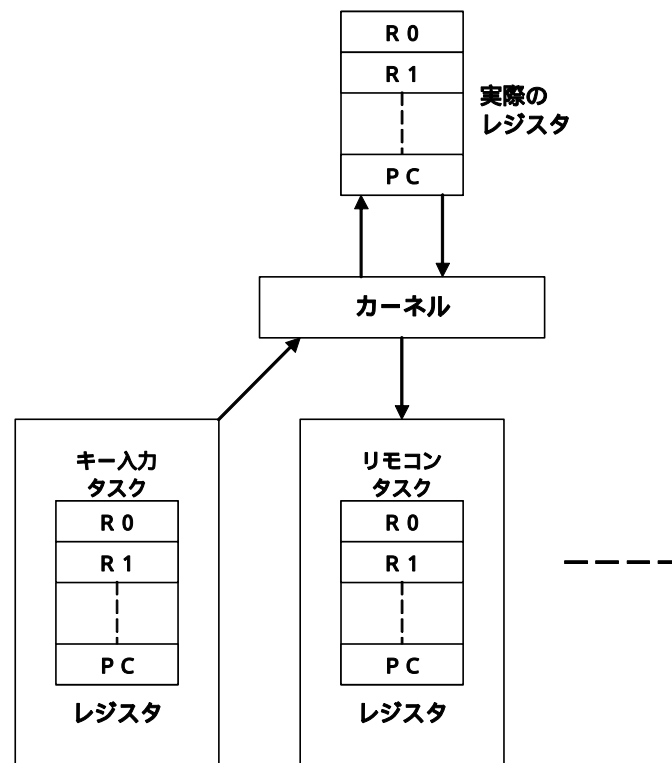 R 0
R 1
P C
実際の
レジスタ
カーネル
キー入力
タスク
R 0
R 1
P C
レジスタ
リモコン
タスク
R 0
R 1
P C
レジスタ